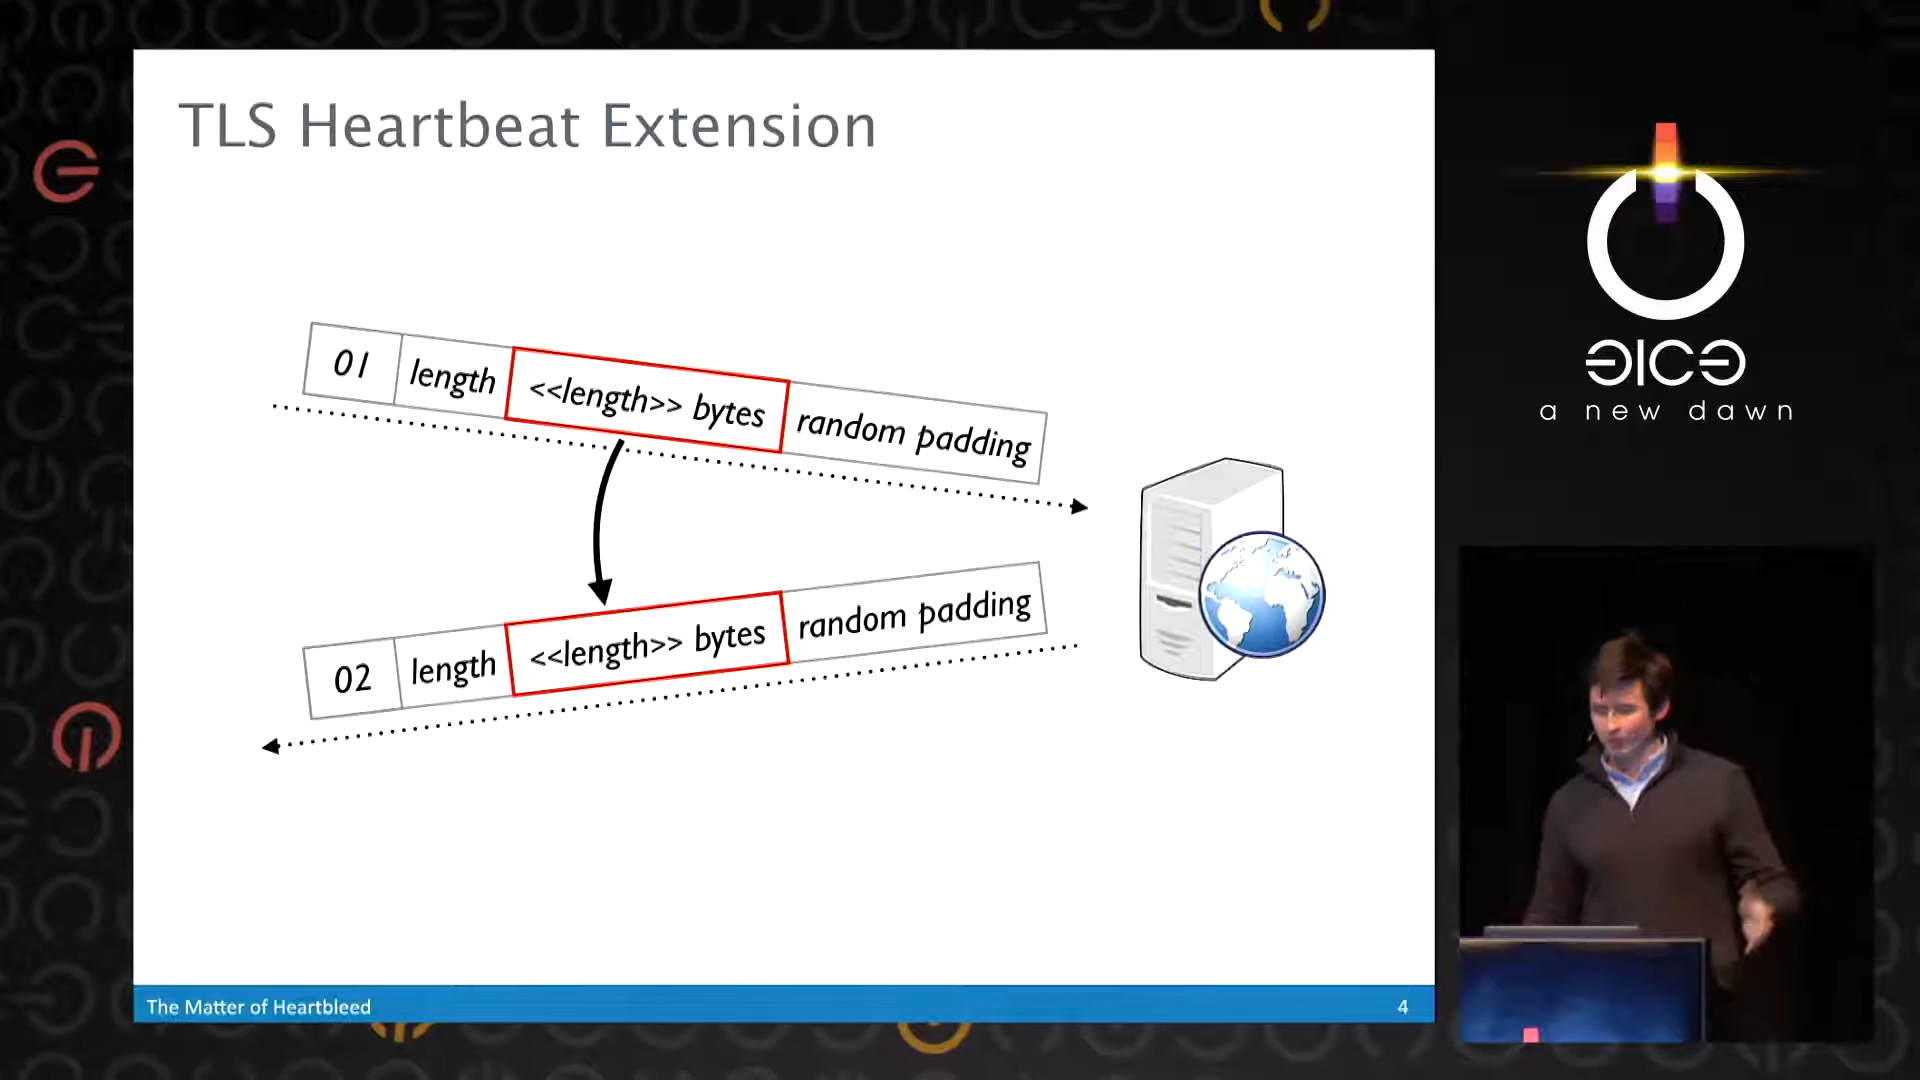 TLS Heartbeat Extension
01 length <<length>> bytes random padding
02 length <<length>> bytes random padding
The Matter of Heartbleed 4
a new dawn